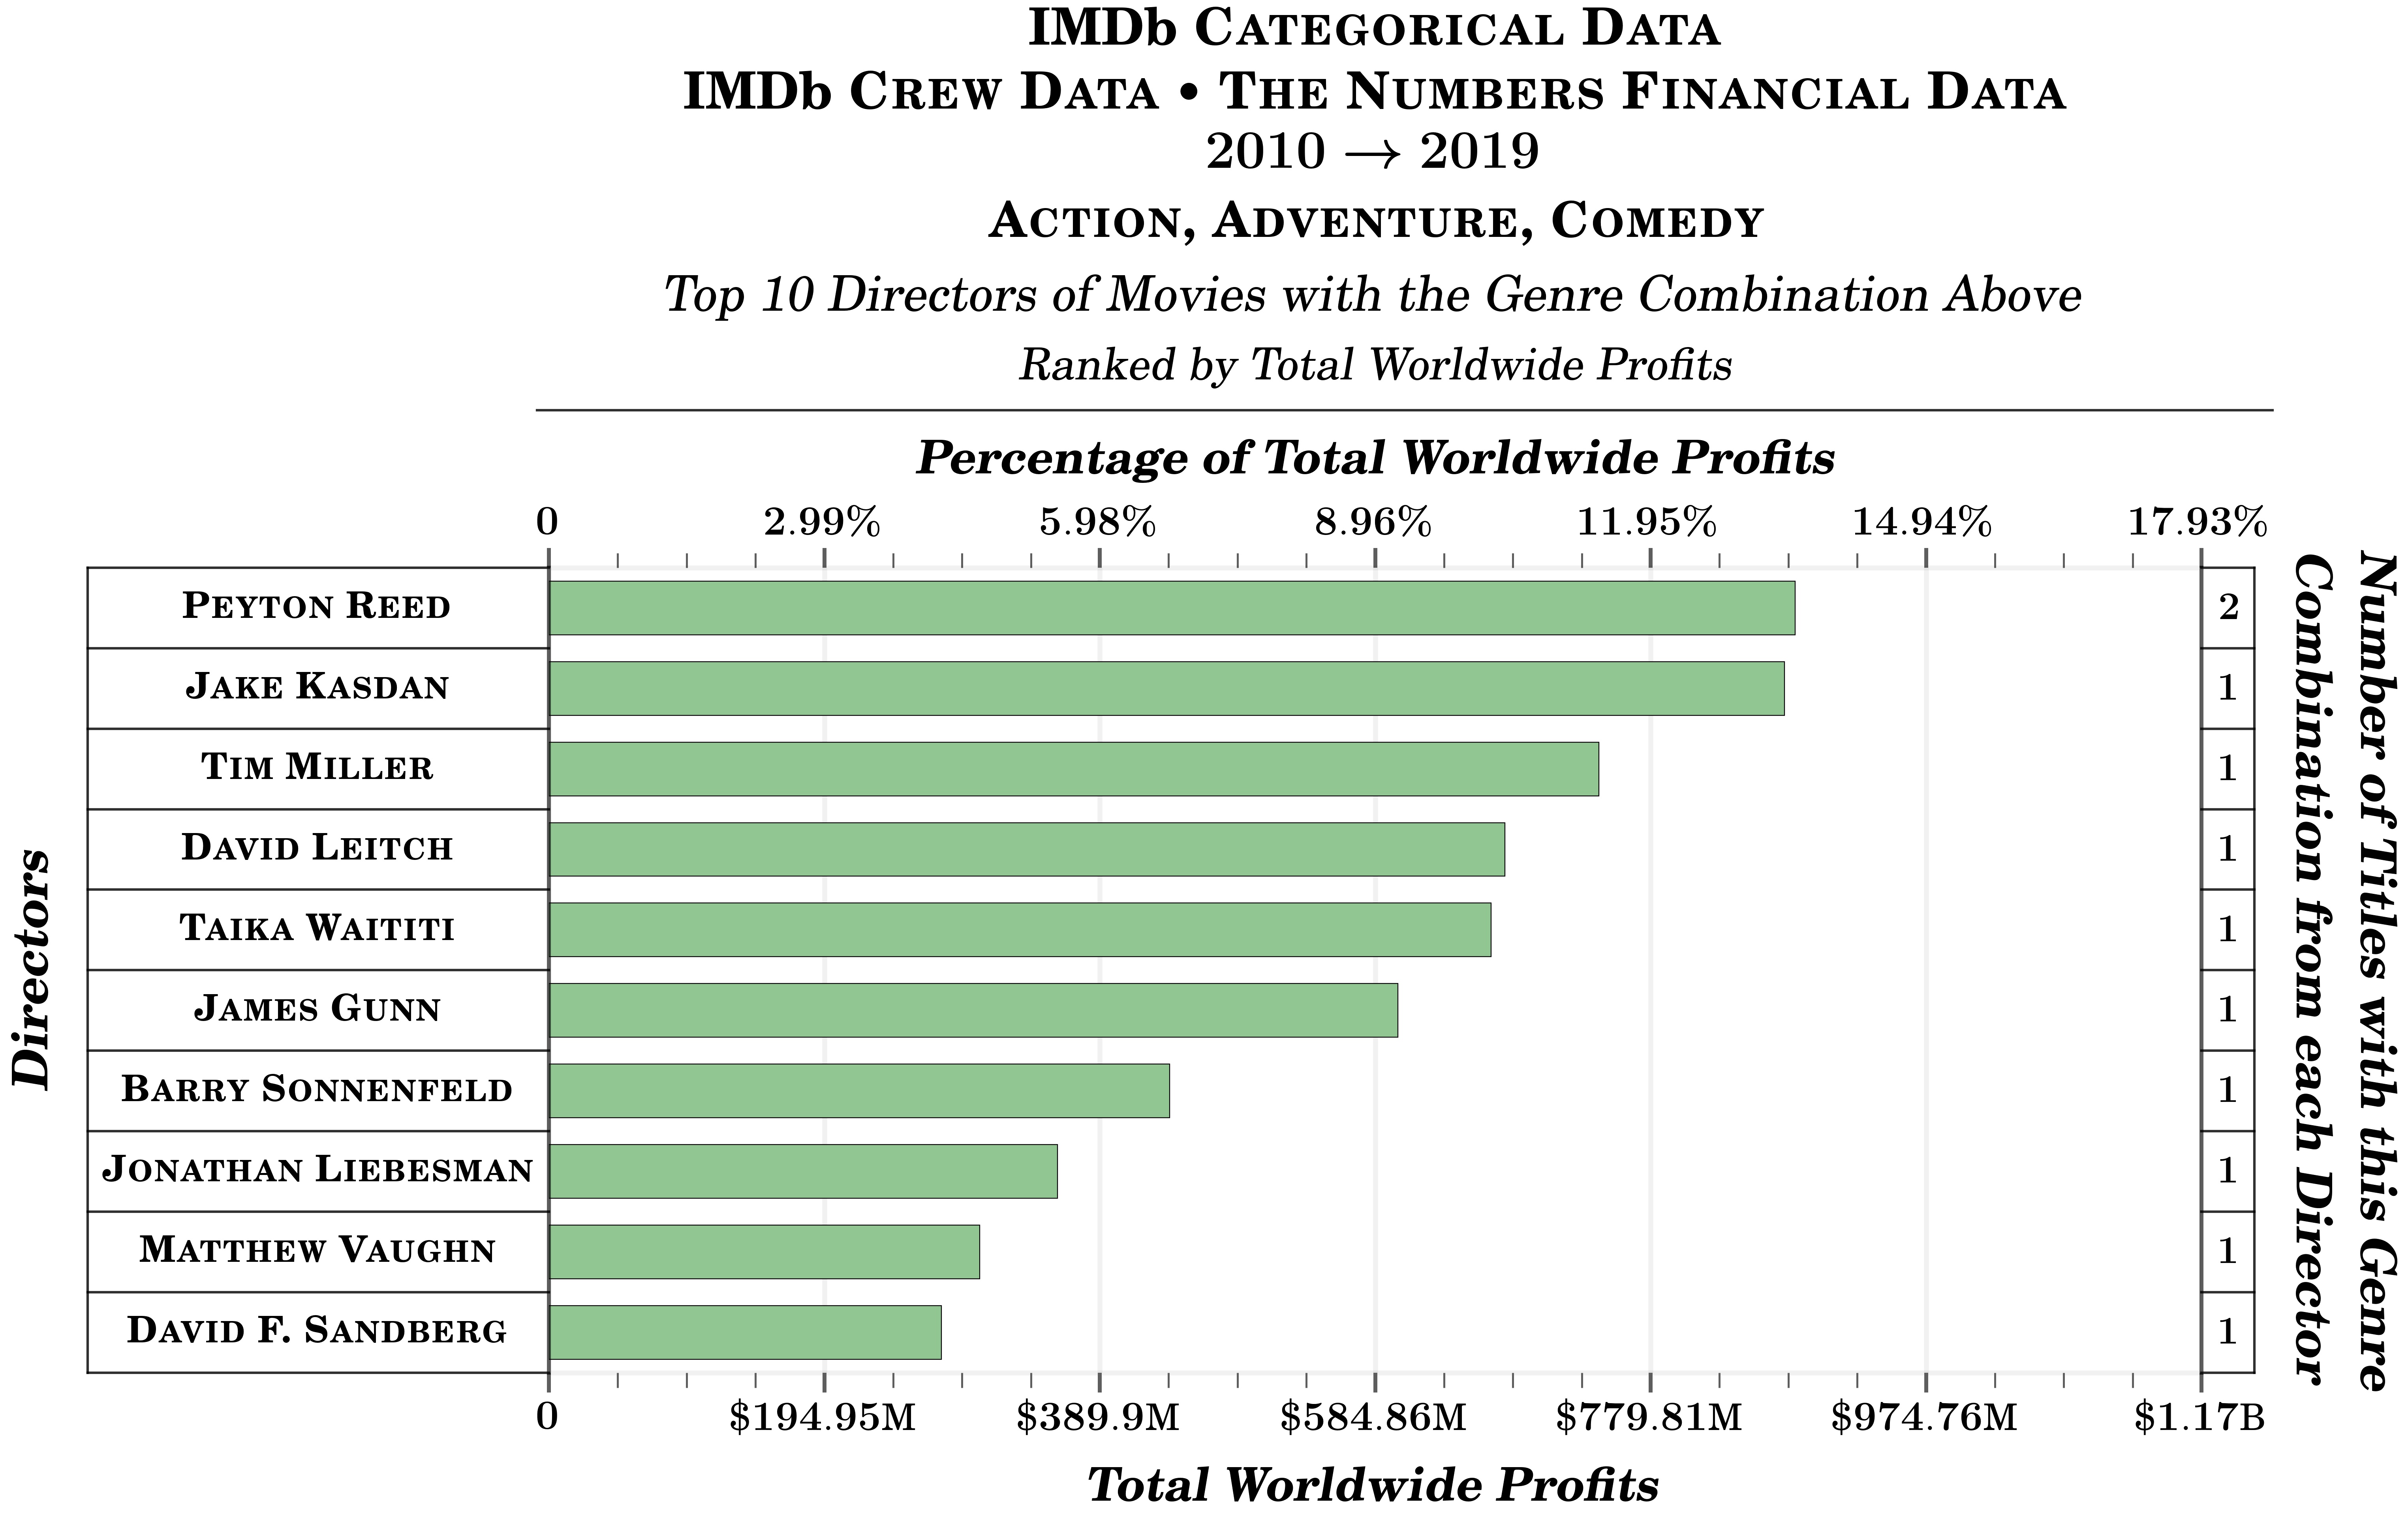 IMDb Categorical Data
IMDb Crew Data • The Numbers Financial Data
2010 → 2019
Action, Adventure, Comedy
Top 10 Directors of Movies with the Genre Combination Above
Ranked by Total Worldwide Profits
Percentage of Total Worldwide Profits
0 2.99% 5.98% 8.96% 11.95% 14.94% 17.93%
Directors
Peyton Reed 2
Jake Kasdan 1
Tim Miller 1
David Leitch 1
Taika Waititi 1
James Gunn 1
Barry Sonnenfeld 1
Jonathan Liebesman 1
Matthew Vaughn 1
David F. Sandberg 1
Number of Titles with this Genre
Combination from each Director
0 $194.95M $389.9M $584.86M $779.81M $974.76M $1.17B
Total Worldwide Profits